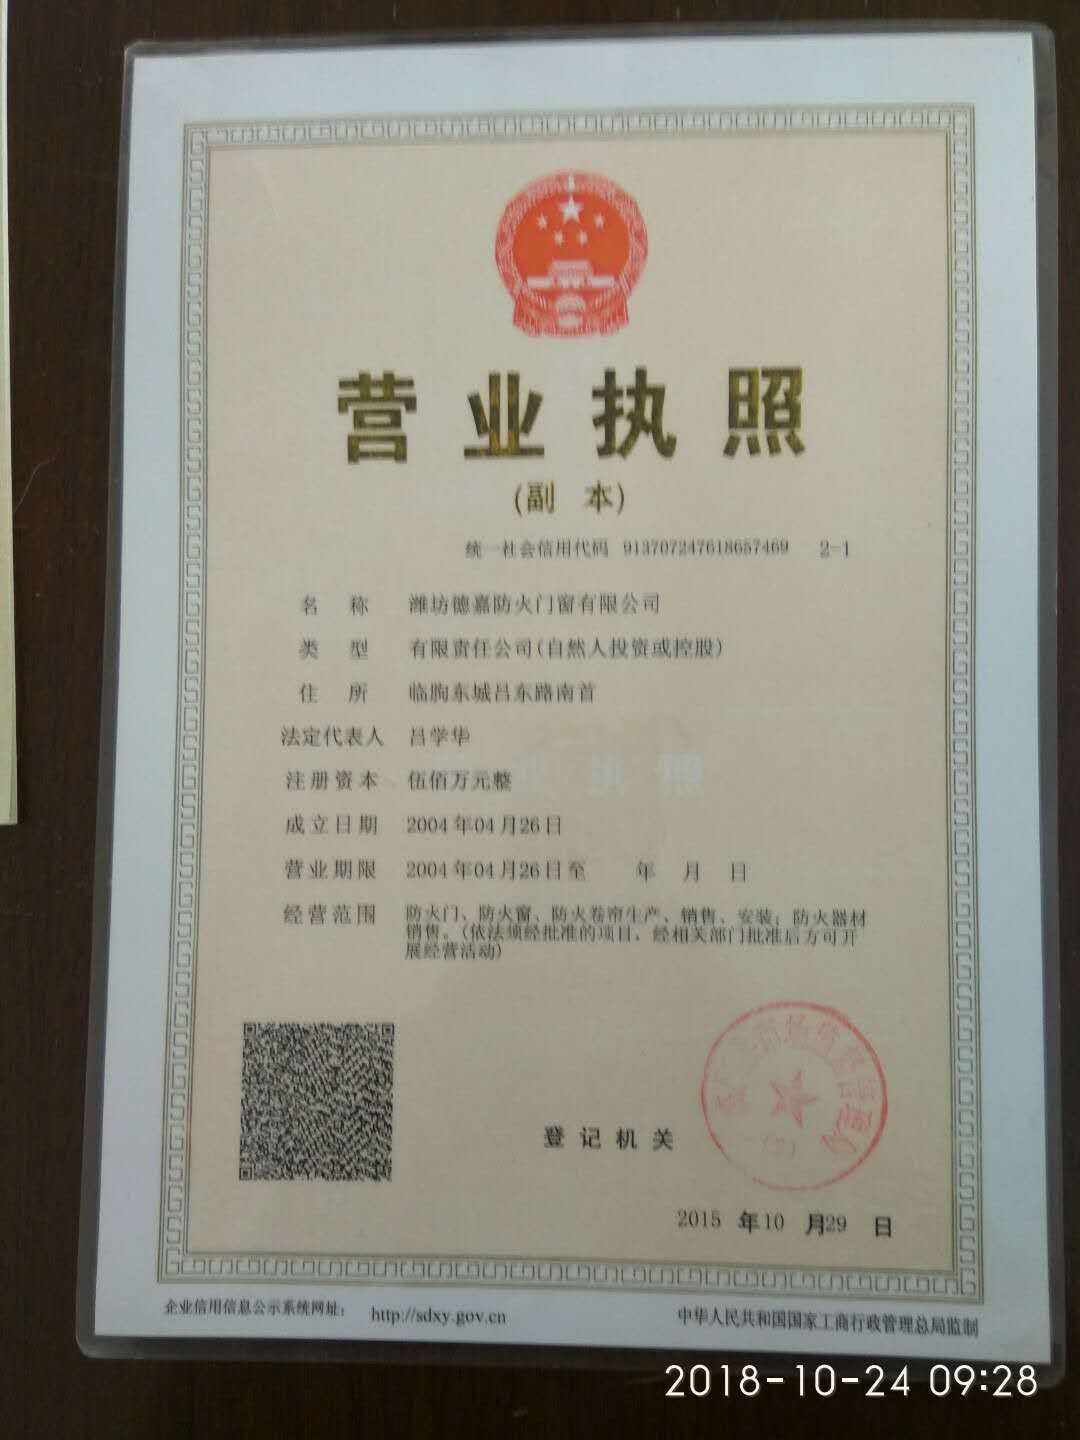 营业执照
(副 本)
统一社会信用代码 913707247618657469 2-1
名 称 潍坊德嘉防火门窗有限公司
类 型 有限责任公司(自然人投资或控股)
住 所 临朐东城吕东路南首
法定代表人 吕学华
注册资本 伍佰万元整
成立日期 2004年04月26日
营业期限 2004年04月26日至 年 月 日
经营范围 防火门、防火窗、防火卷帘生产、销售、安装；防火器材
销售。(依法须经批准的项目，经相关部门批准后方可开
展经营活动)
登记机关
2015 年10 月29 日
企业信用信息公示系统网址： http://sdxy.gov.cn
中华人民共和国国家工商行政管理总局监制
2018-10-24 09:28